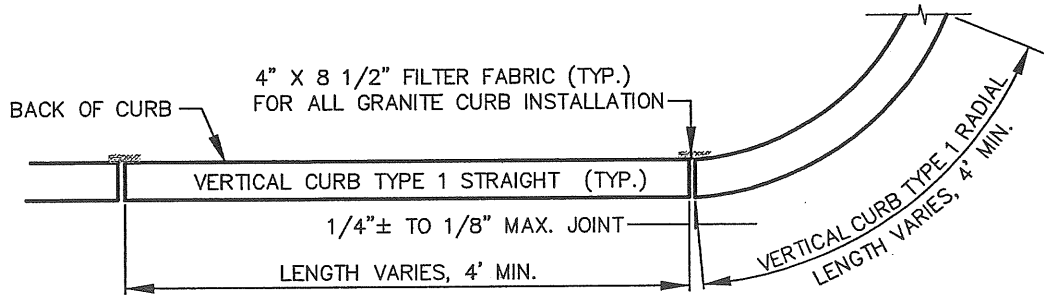 4" X 8 1/2" FILTER FABRIC (TYP.)
FOR ALL GRANITE CURB INSTALLATION
BACK OF CURB
VERTICAL CURB TYPE 1 STRAIGHT (TYP.)
1/4"± TO 1/8" MAX. JOINT
LENGTH VARIES, 4' MIN.
VERTICAL CURB TYPE 1 RADIAL
LENGTH VARIES, 4' MIN.